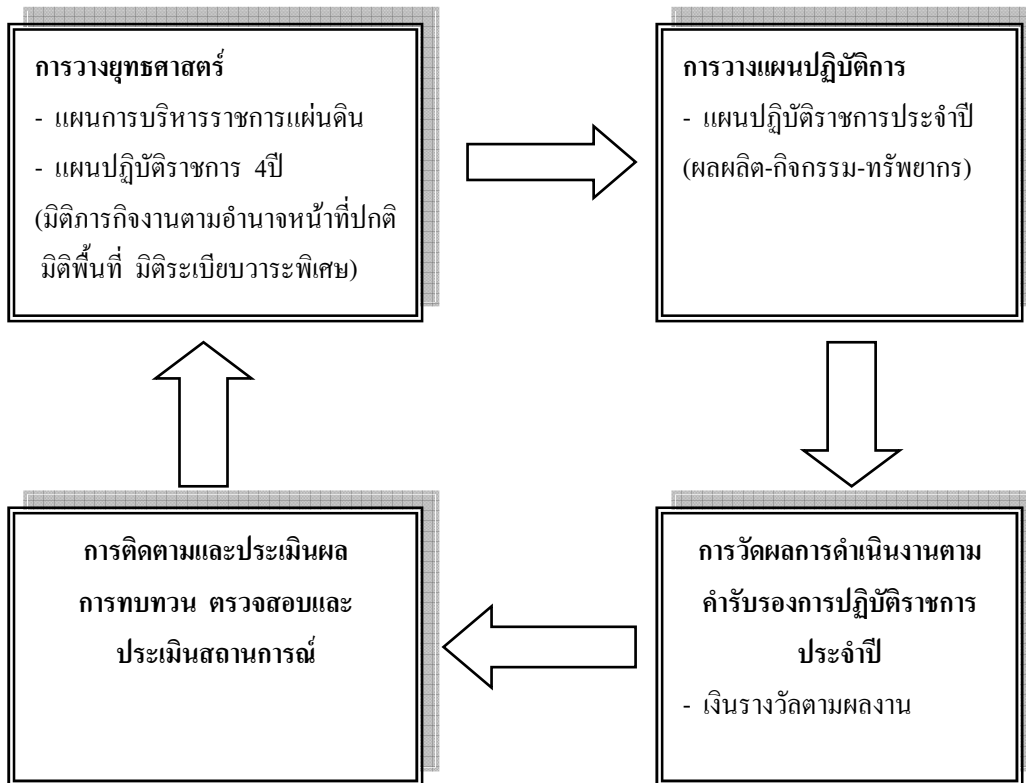 การวางยุทธศาสตร์
- แผนการบริหารราชการแผ่นดิน
- แผนปฏิบัติราชการ 4ปี
(มิติภารกิจงานตามอำนาจหน้าที่ปกติ
มิติพื้นที่ มิติระเบียบวาระพิเศษ)
การวางแผนปฏิบัติการ
- แผนปฏิบัติราชการประจำปี
(ผลผลิต-กิจกรรม-ทรัพยากร)
การวัดผลการดำเนินงานตาม
คำรับรองการปฏิบัติราชการ
ประจำปี
- เงินรางวัลตามผลงาน
การติดตามและประเมินผล
การทบทวน ตรวจสอบและ
ประเมินสถานการณ์